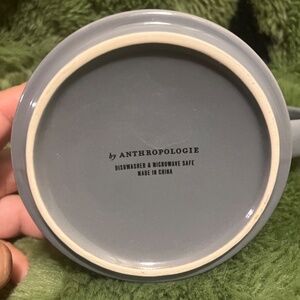 by ANTHROPOLOGIE
DISHWASHER & MICROWAVE SAFE
MADE IN CHINA